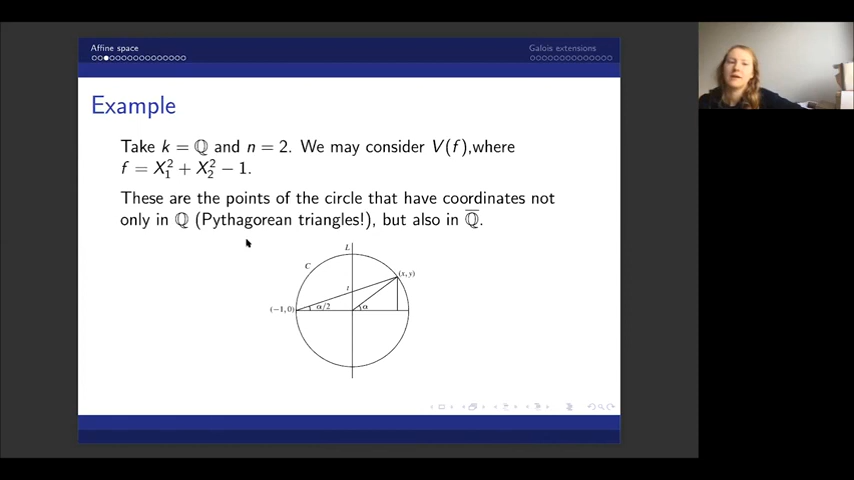 Affine space
Galois extensions
Example
Take k = ℚ and n = 2. We may consider V(f),where
f = X₁² + X₂² − 1.
These are the points of the circle that have coordinates not
only in ℚ (Pythagorean triangles!), but also in ℚ̅.
L
C
(x, y)
t
(−1, 0)
α/2
α